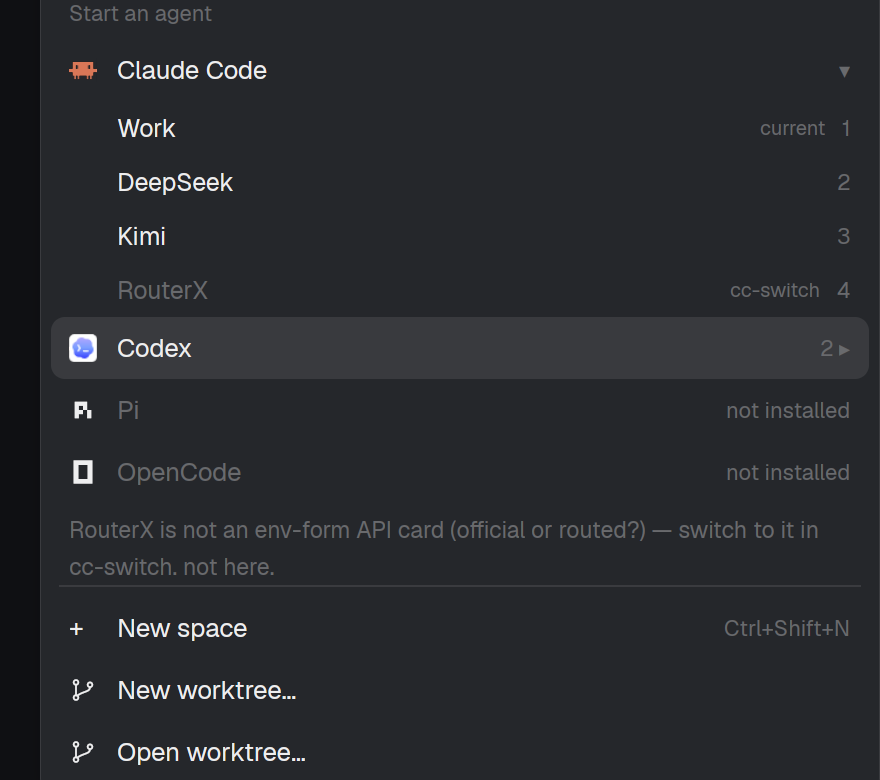 Start an agent
Claude Code ▼
Work current 1
DeepSeek 2
Kimi 3
RouterX cc-switch 4
Codex 2 ▶
Pi not installed
OpenCode not installed
RouterX is not an env-form API card (official or routed?) — switch to it in
cc-switch. not here.
+ New space Ctrl+Shift+N
New worktree...
Open worktree...